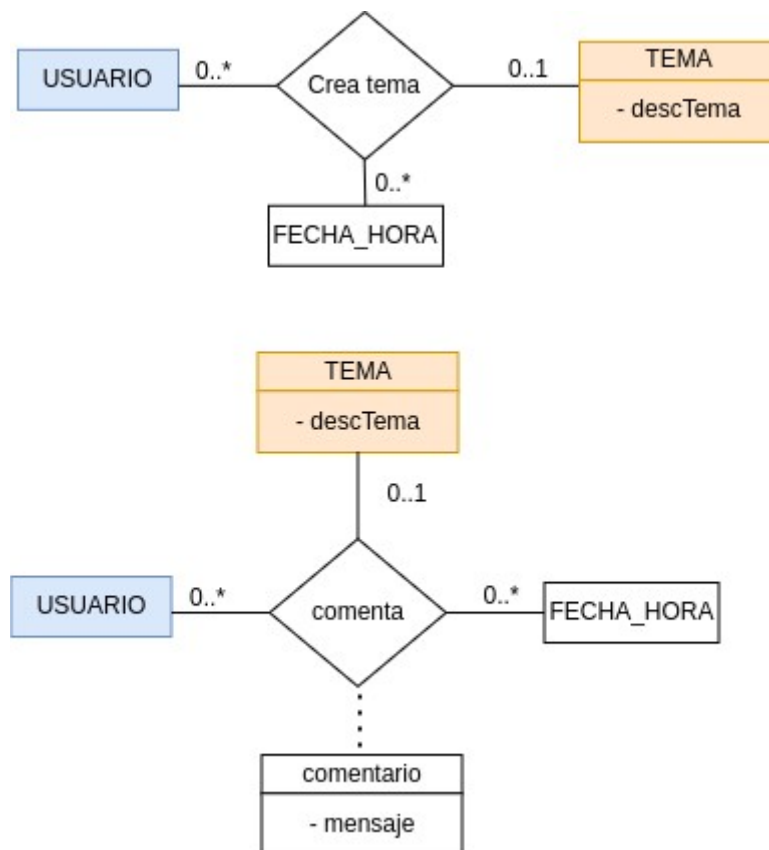 USUARIO
0..*
Crea tema
0..1
TEMA
- descTema
0..*
FECHA_HORA
TEMA
- descTema
0..1
USUARIO
0..*
comenta
0..*
FECHA_HORA
comentario
- mensaje